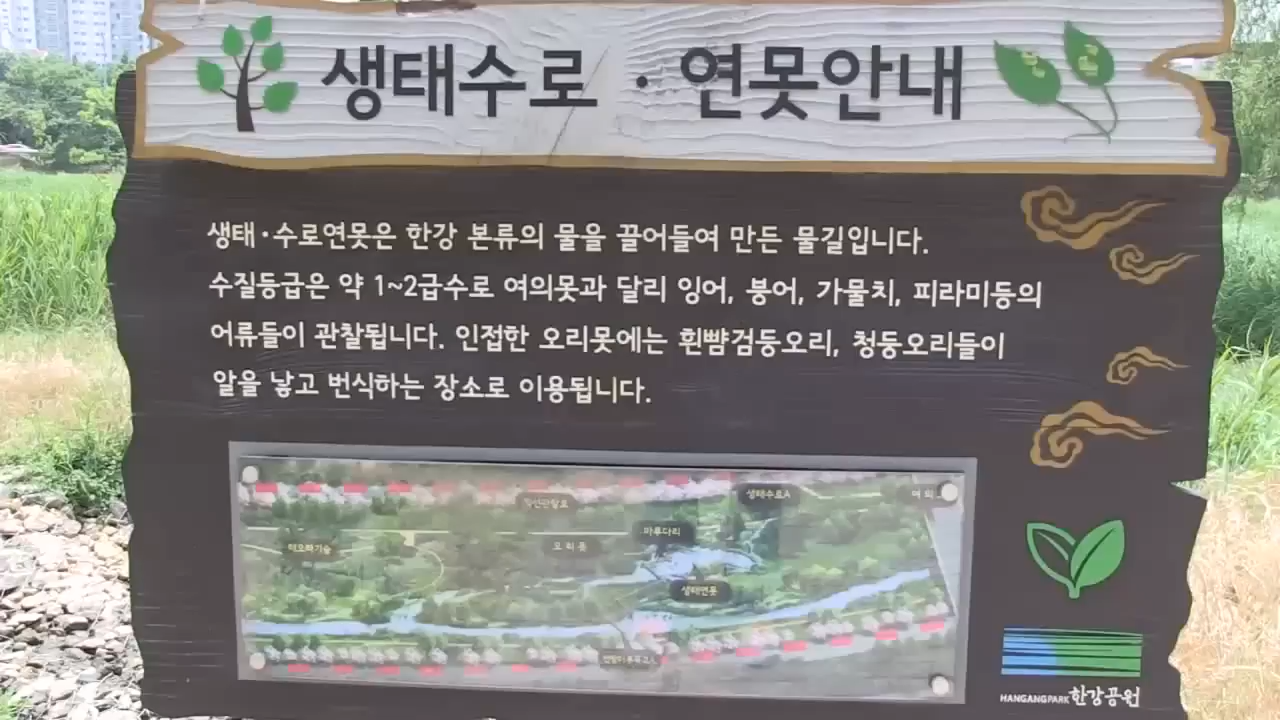 생태수로 · 연못안내
생태·수로연못은 한강 본류의 물을 끌어들여 만든 물길입니다.
수질등급은 약 1~2급수로 여의못과 달리 잉어, 붕어, 가물치, 피라미등의
어류들이 관찰됩니다. 인접한 오리못에는 흰뺨검둥오리, 청둥오리들이
알을 낳고 번식하는 장소로 이용됩니다.
생태수로A
마루다리
오리못
생태연못
HANGANGPARK 한강공원